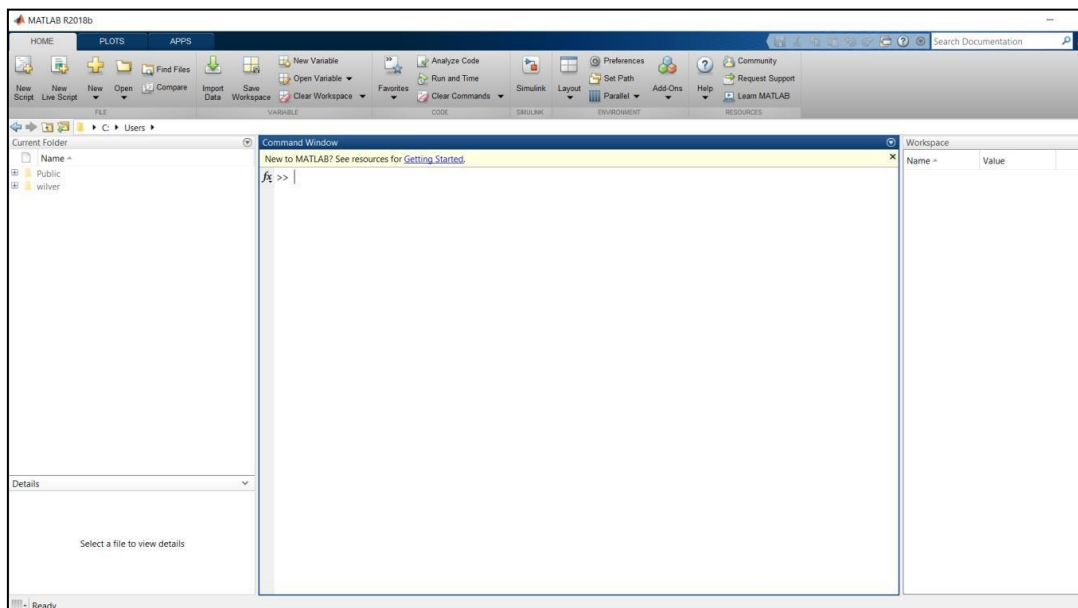 MATLAB R2018b
HOME PLOTS APPS
Search Documentation
New Script
New Live Script
New
Open
Find Files
Compare
FILE
Import Data
Save Workspace
New Variable
Open Variable
Clear Workspace
VARIABLE
Favorites
Analyze Code
Run and Time
Clear Commands
CODE
Simulink
SIMULINK
Layout
Preferences
Set Path
Parallel
Add-Ons
ENVIRONMENT
Help
Community
Request Support
Learn MATLAB
RESOURCES
C: Users
Current Folder
Name
Public
wilver
Details
Select a file to view details
Command Window
New to MATLAB? See resources for Getting Started.
fx >>
Workspace
Name Value
Ready